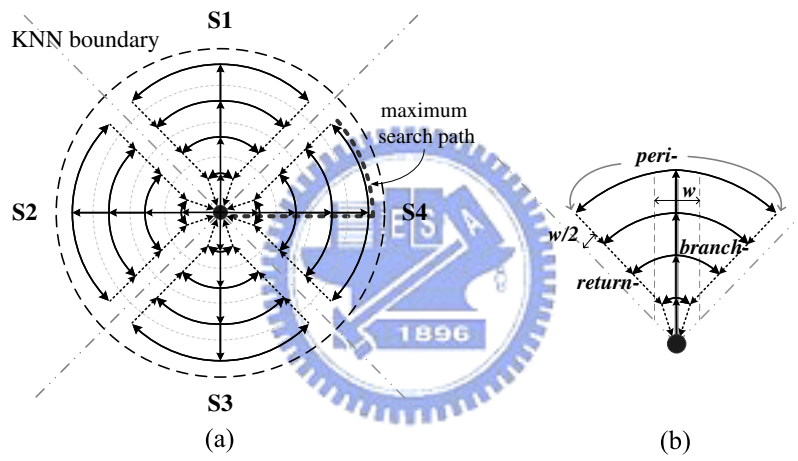 S1
KNN boundary
maximum
search path
S2
S4
S3
(a)
peri-
w
w/2
branch-
return-
(b)
E S A
1896